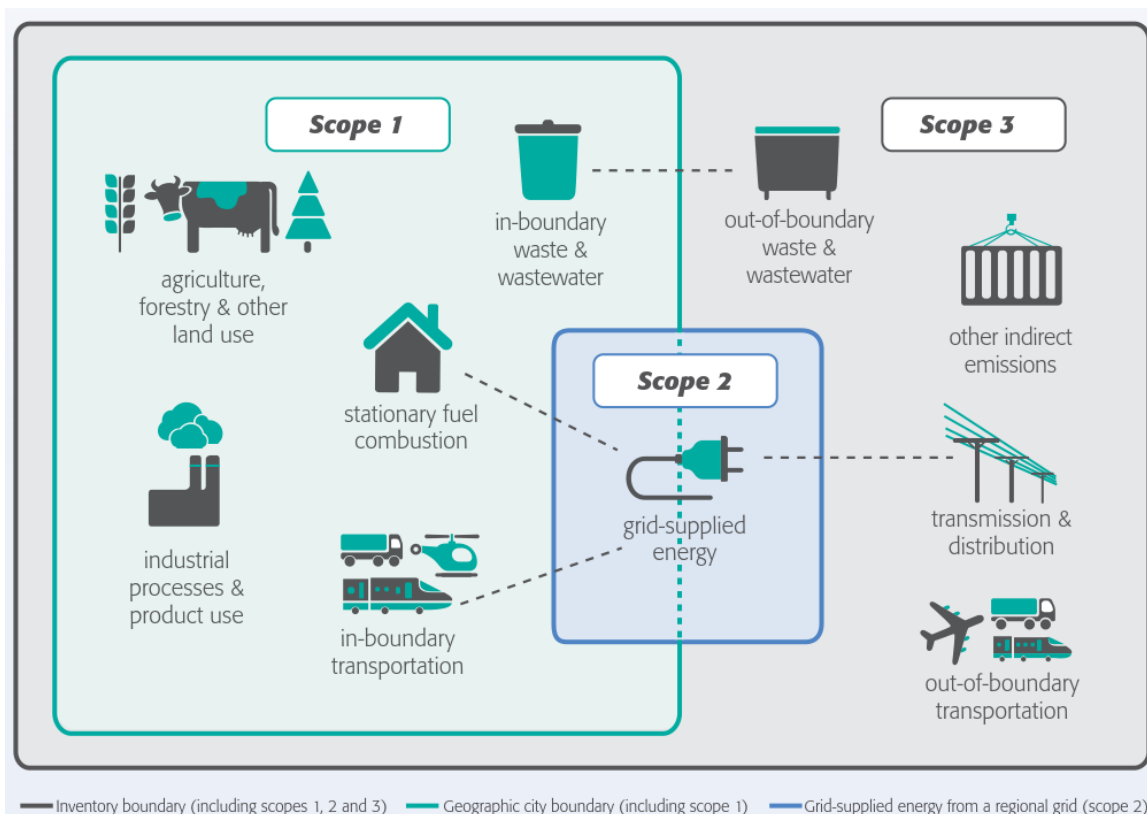 Scope 1
Scope 3
in-boundary
waste &
wastewater
out-of-boundary
waste &
wastewater
agriculture,
forestry & other
land use
other indirect
emissions
Scope 2
stationary fuel
combustion
grid-supplied
energy
transmission &
distribution
industrial
processes &
product use
in-boundary
transportation
out-of-boundary
transportation
Inventory boundary (including scopes 1, 2 and 3)
Geographic city boundary (including scope 1)
Grid-supplied energy from a regional grid (scope 2)